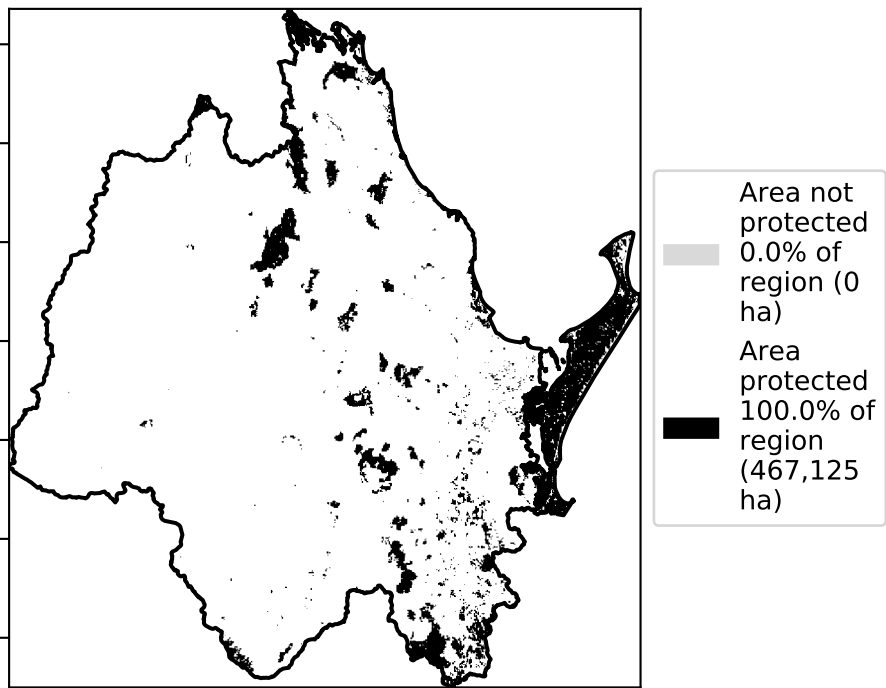 Area not
protected
0.0% of
region (0
ha)
Area
protected
100.0% of
region
(467,125
ha)